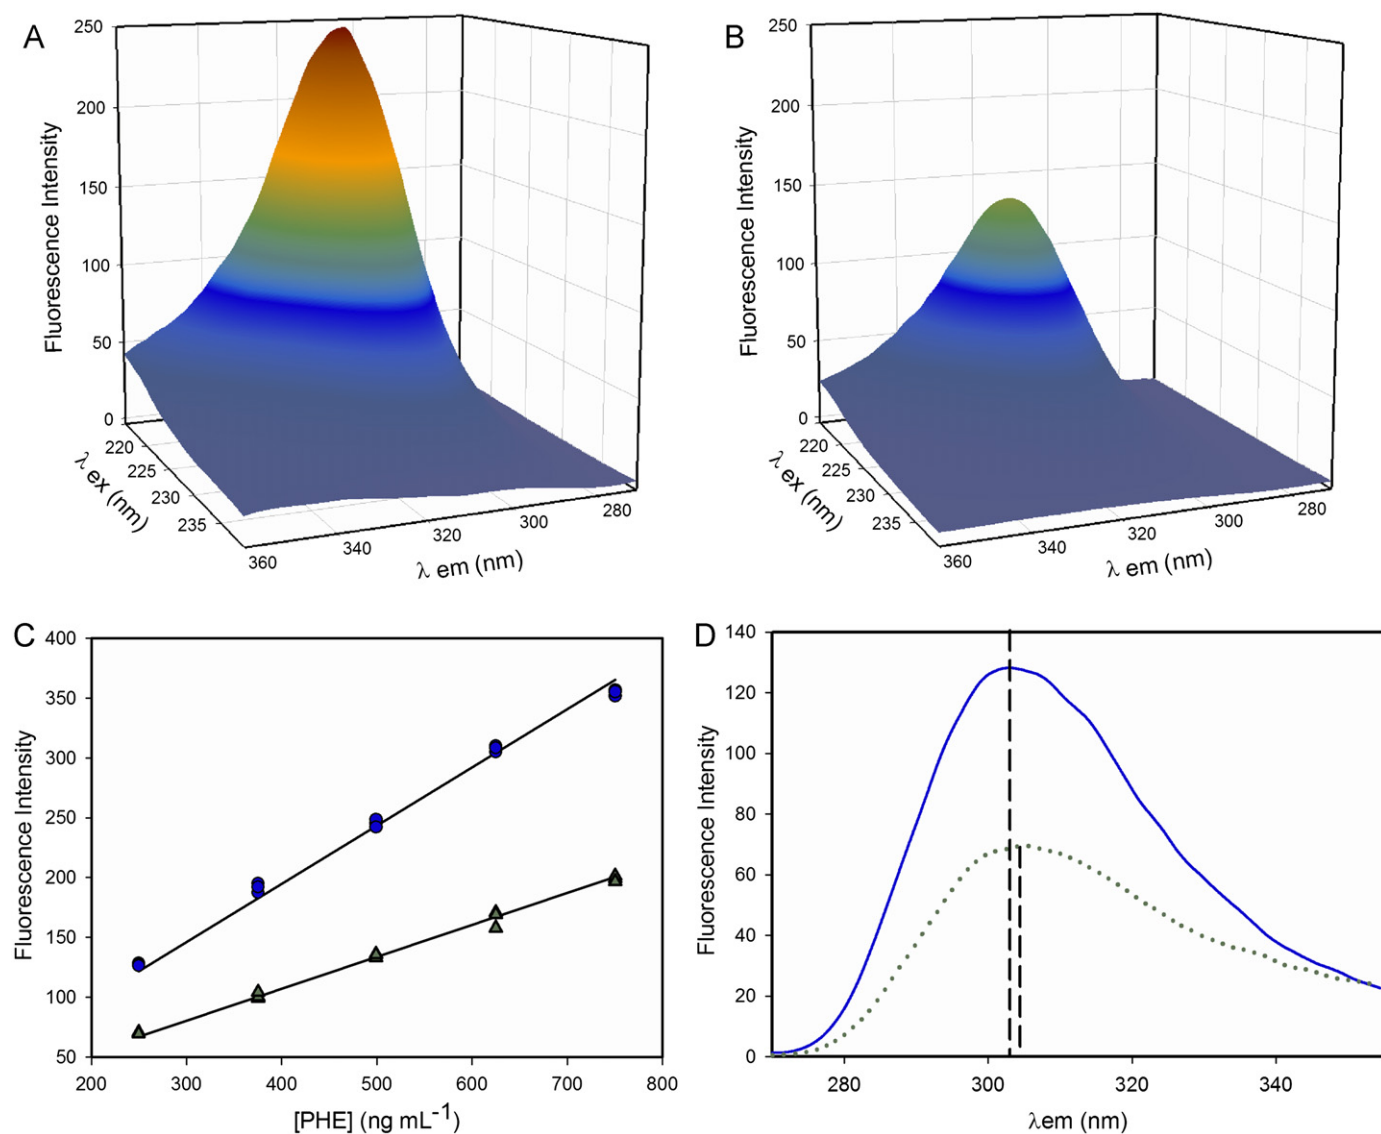 A
Fluorescence Intensity
250
200
150
100
50
0
220
225
230
235
λ ex (nm)
360
340
320
300
280
λ em (nm)
B
Fluorescence Intensity
250
200
150
100
50
0
220
225
230
235
λ ex (nm)
360
340
320
300
280
λ em (nm)
C
Fluorescence Intensity
400
350
300
250
200
150
100
50
200 300 400 500 600 700 800
[PHE] (ng mL⁻¹)
D
Fluorescence Intensity
140
120
100
80
60
40
20
0
280 300 320 340
λem (nm)